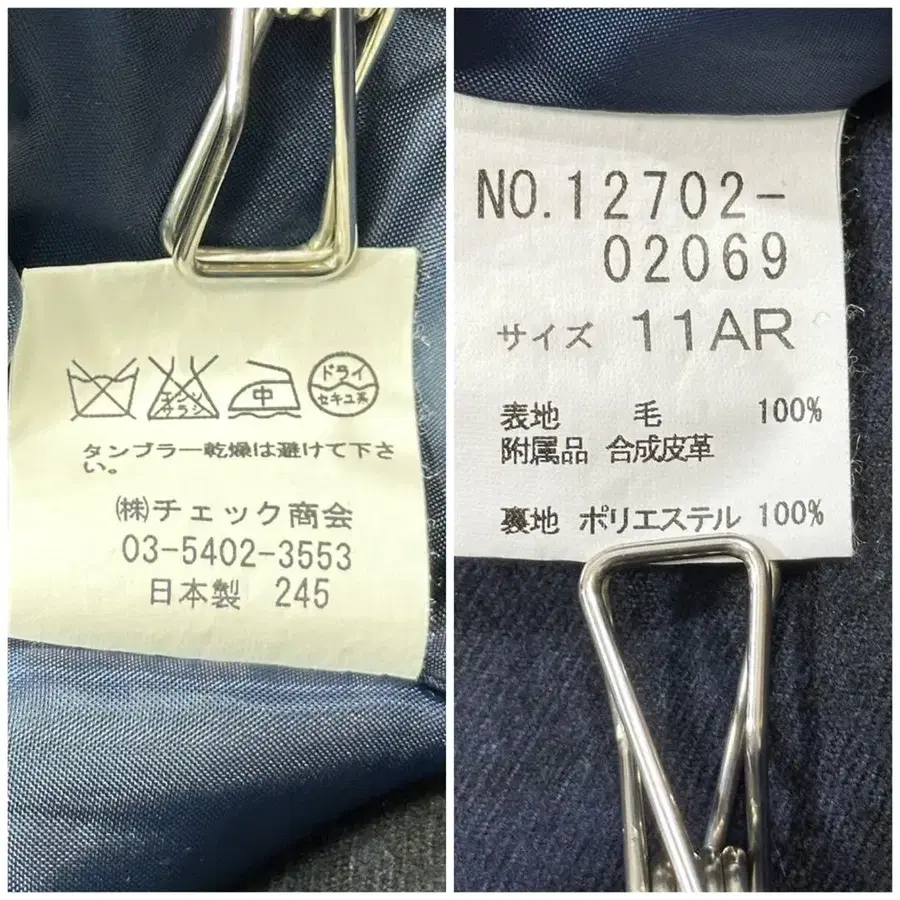 中
ドライ
セキユ系
タンブラー乾燥は避けて下さ
い。
㈱チェック商会
03-5402-3553
日本製 245
NO.12702-
02069
サイズ 11AR
表地 毛 100%
附属品 合成皮革
裏地 ポリエステル 100%